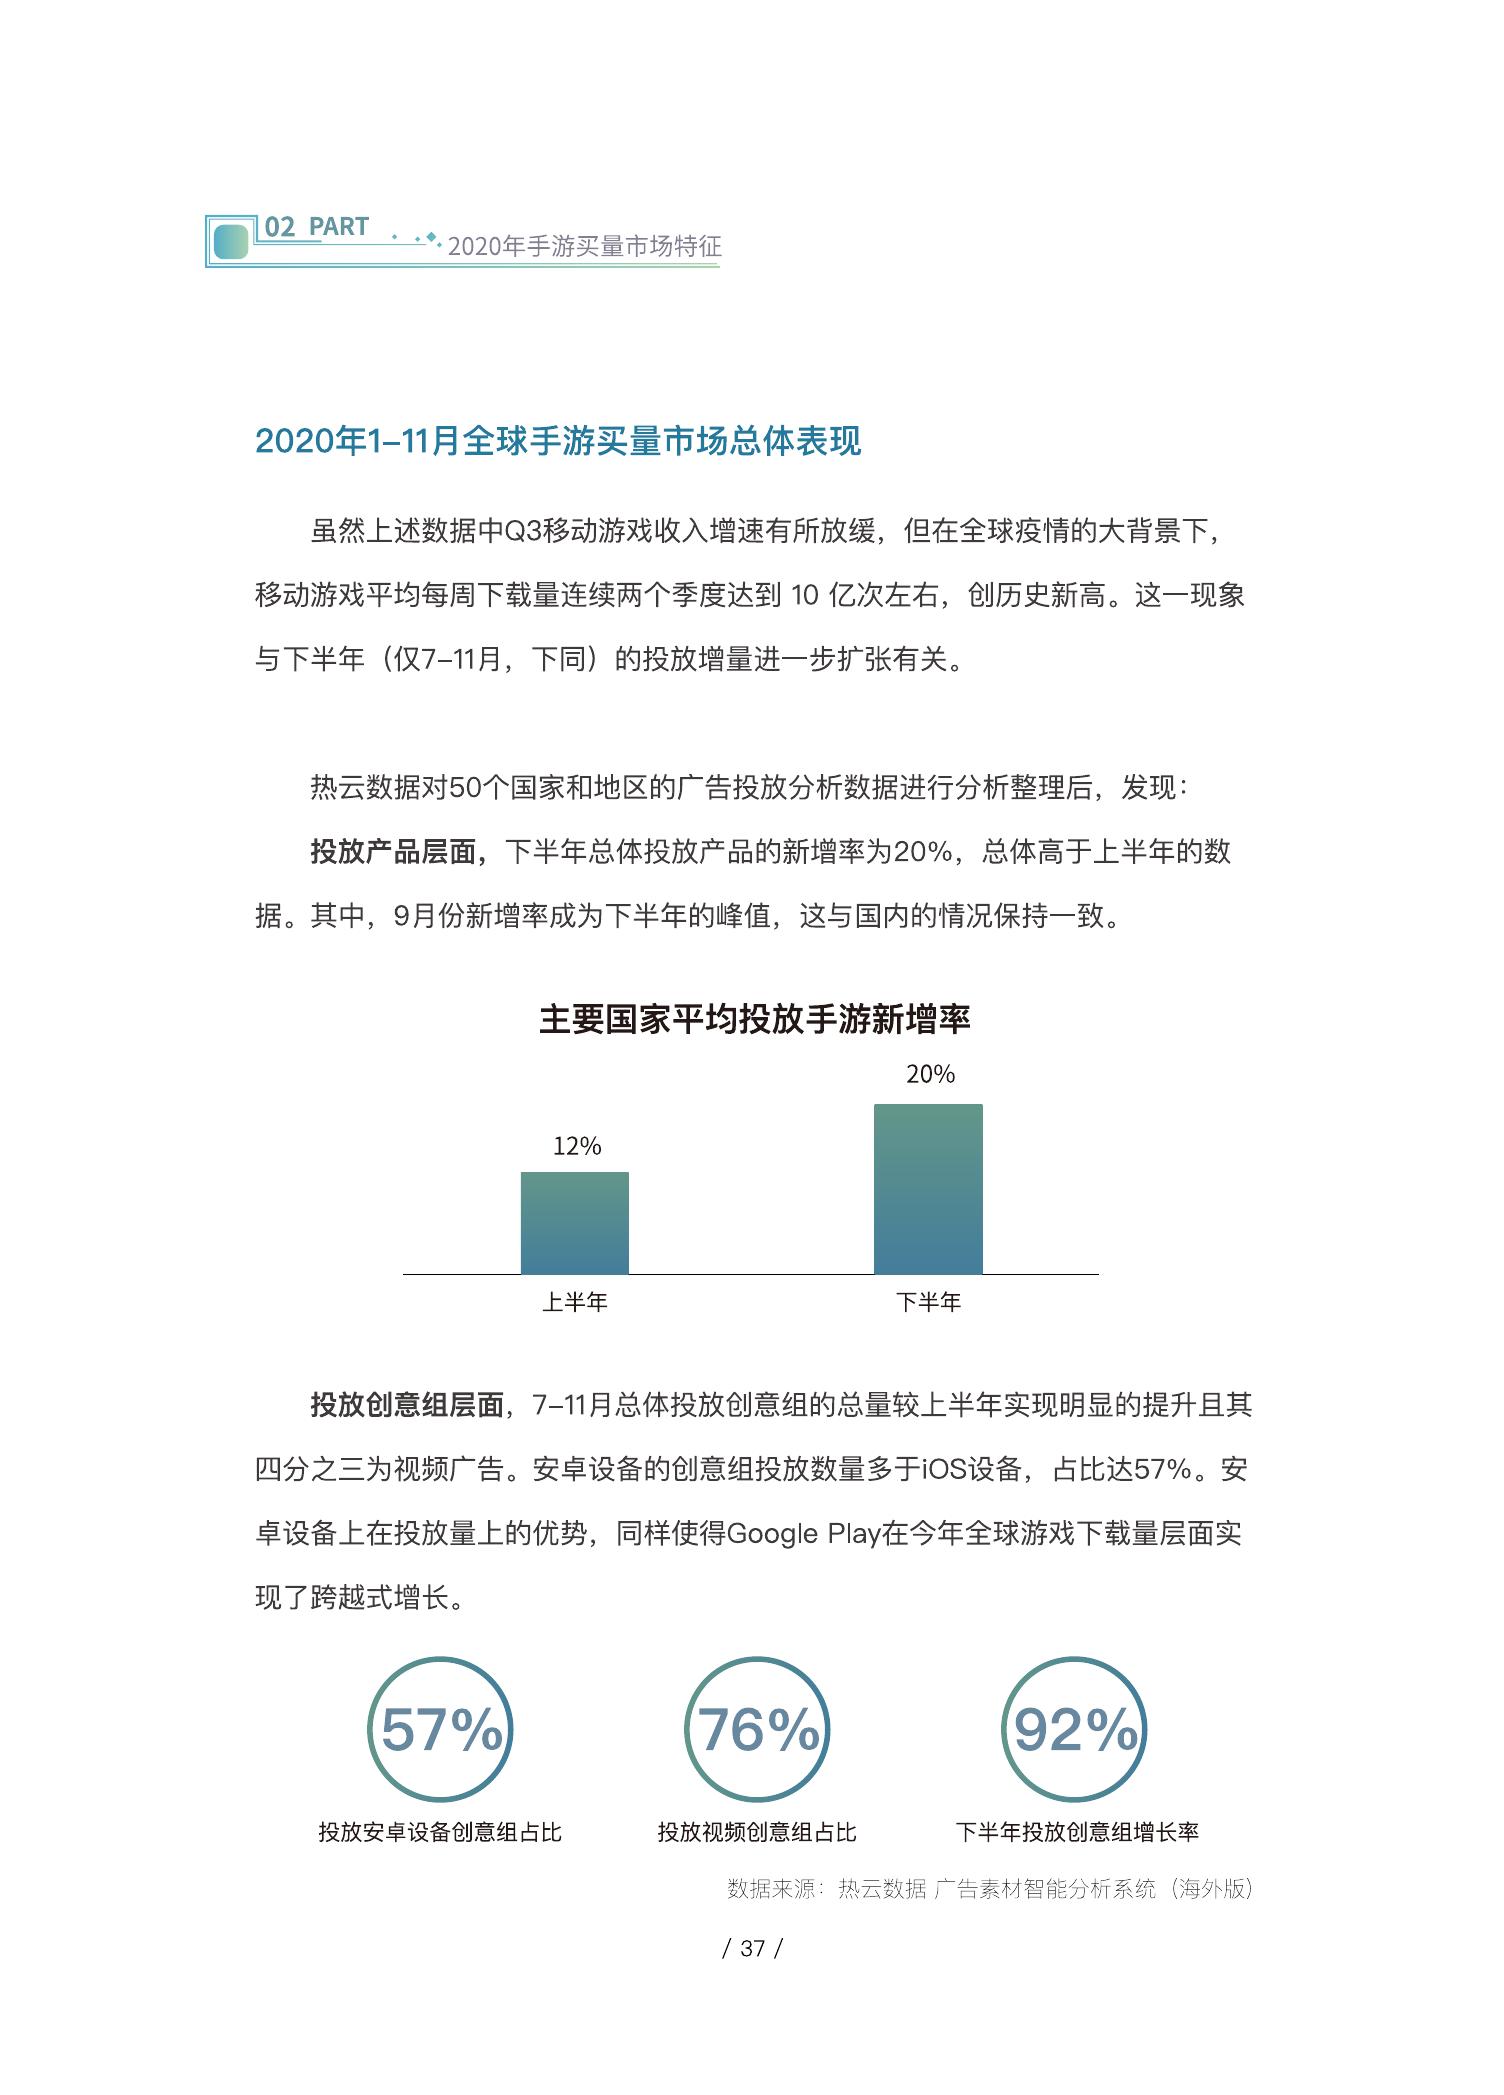 02 PART
2020年手游买量市场特征
2020年1–11月全球手游买量市场总体表现
虽然上述数据中Q3移动游戏收入增速有所放缓，但在全球疫情的大背景下，
移动游戏平均每周下载量连续两个季度达到 10 亿次左右，创历史新高。这一现象
与下半年（仅7–11月，下同）的投放增量进一步扩张有关。
热云数据对50个国家和地区的广告投放分析数据进行分析整理后，发现：
投放产品层面，下半年总体投放产品的新增率为20%，总体高于上半年的数
据。其中，9月份新增率成为下半年的峰值，这与国内的情况保持一致。
主要国家平均投放手游新增率
20%
12%
上半年 下半年
投放创意组层面，7–11月总体投放创意组的总量较上半年实现明显的提升且其
四分之三为视频广告。安卓设备的创意组投放数量多于iOS设备，占比达57%。安
卓设备上在投放量上的优势，同样使得Google Play在今年全球游戏下载量层面实
现了跨越式增长。
57% 76% 92%
投放安卓设备创意组占比 投放视频创意组占比 下半年投放创意组增长率
数据来源：热云数据 广告素材智能分析系统（海外版）
/ 37 /